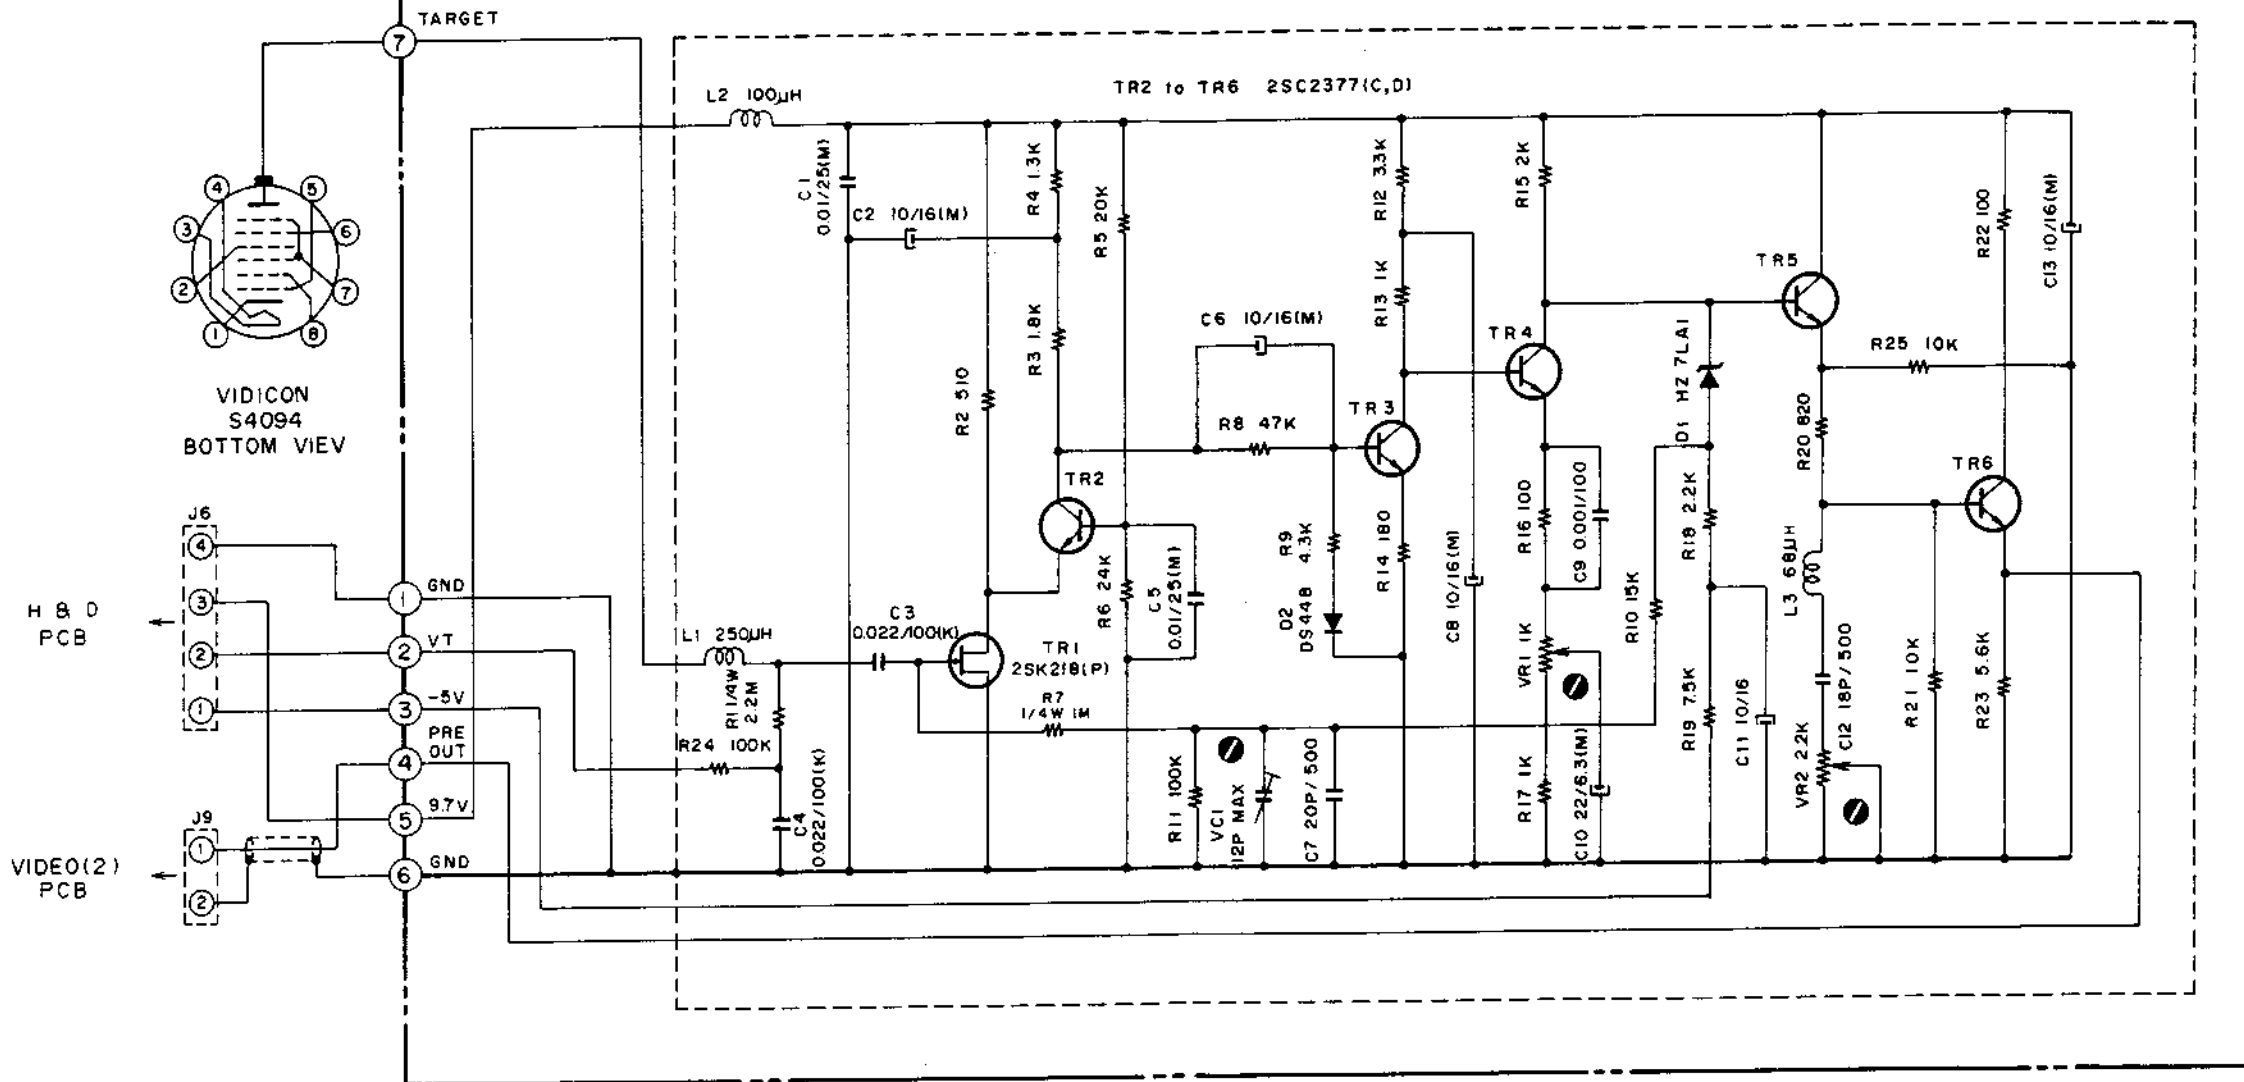 TARGET
7
L2 100µH
TR2 to TR6 2SC2377(C,D)
C1
0.01/25(M)
C2 10/16(M)
R4 1.3K
R5 20K
R3 1.8K
R2 510
C6 10/16(M)
R8 47K
R12 3.3K
R13 1K
R15 2K
TR4
TR3
TR5
D1 HZ 7LA1
R25 10K
R22 100
C13 10/16(M)
R20 820
TR6
4
5
3
6
2
7
1
8
VIDICON
S4094
BOTTOM VIEV
TR2
J6
4
3
2
1
H & D
PCB
1
GND
2
VT
3
-5V
PRE
OUT
4
5
9.7V
6
GND
J9
1
2
VIDEO(2)
PCB
L1 250µH
R1 1/4W
2.2M
R24 100K
C3
0.022/100(K)
C4
0.022/100(K)
TR1
2SK218(P)
R7
1/4W 1M
R6 24K
C5
0.01/25(M)
R9
4.3K
D2
DS448
R14 180
C8 10/16(M)
R16 100
C9 0.001/100
R10 15K
R18 2.2K
L3 68µH
R11 100K
VC1
12P MAX
C7 20P/500
VR1 1K
R17 1K
C10 22/6.3(M)
R19 7.5K
C11 10/16
VR2 2.2K
C12 18P/500
R21 10K
R23 5.6K